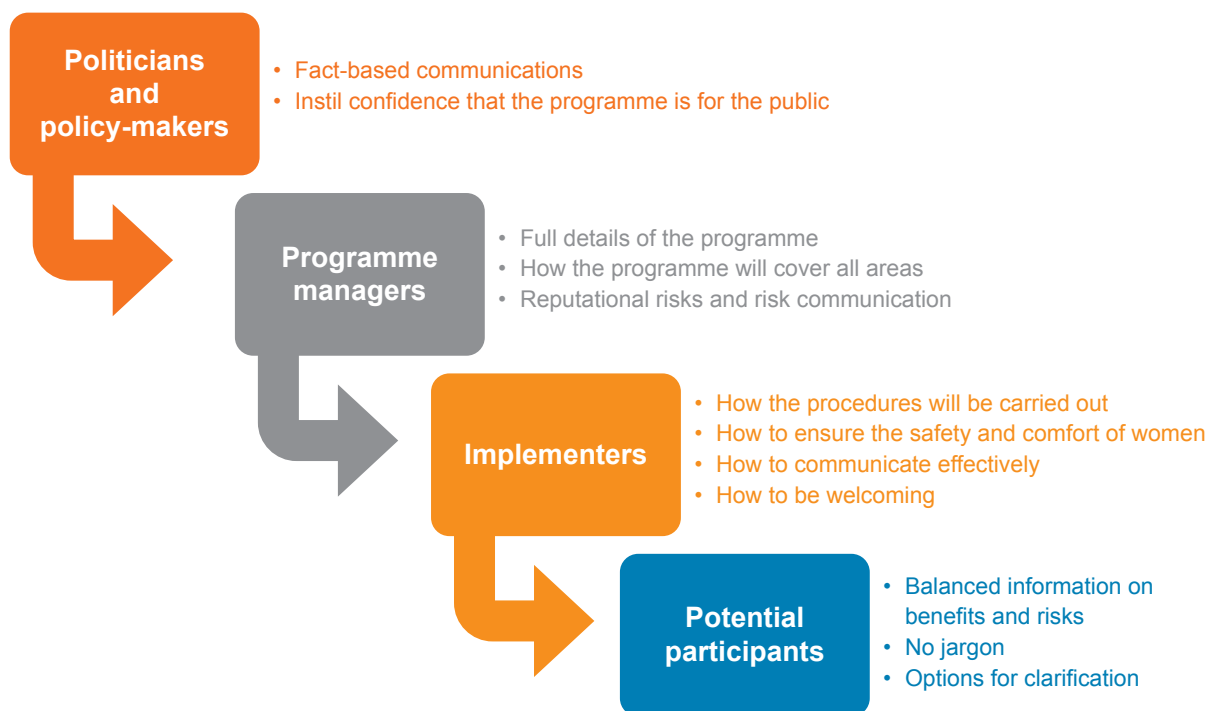 Politicians
and
policy-makers
• Fact-based communications
• Instil confidence that the programme is for the public
Programme
managers
• Full details of the programme
• How the programme will cover all areas
• Reputational risks and risk communication
Implementers
• How the procedures will be carried out
• How to ensure the safety and comfort of women
• How to communicate effectively
• How to be welcoming
Potential
participants
• Balanced information on
benefits and risks
• No jargon
• Options for clarification